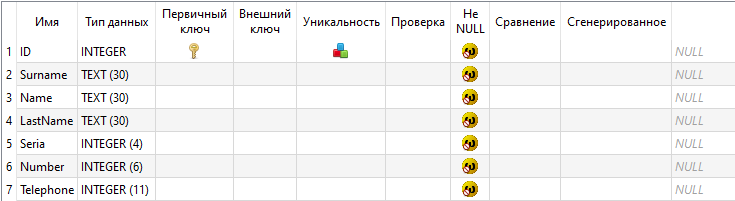 Имя Тип данных Первичный ключ Внешний ключ Уникальность Проверка Не NULL Сравнение Сгенерированное
1 ID INTEGER NULL
2 Surname TEXT (30) NULL
3 Name TEXT (30) NULL
4 LastName TEXT (30) NULL
5 Seria INTEGER (4) NULL
6 Number INTEGER (6) NULL
7 Telephone INTEGER (11) NULL